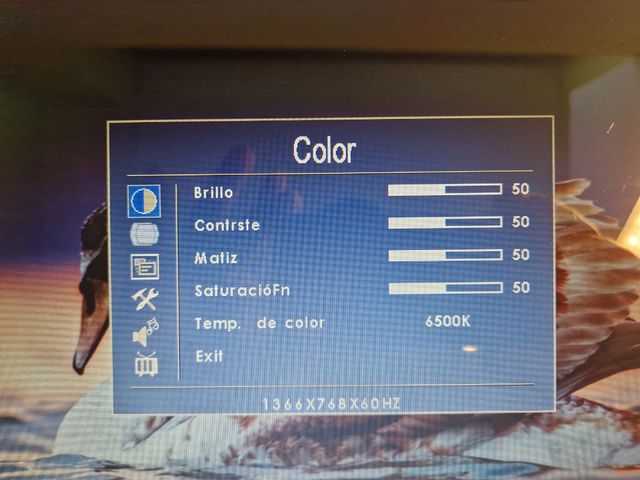 Color
Brillo 50
Contrste 50
Matiz 50
SaturacióFn 50
Temp. de color 6500K
Exit
1366X768X60HZ